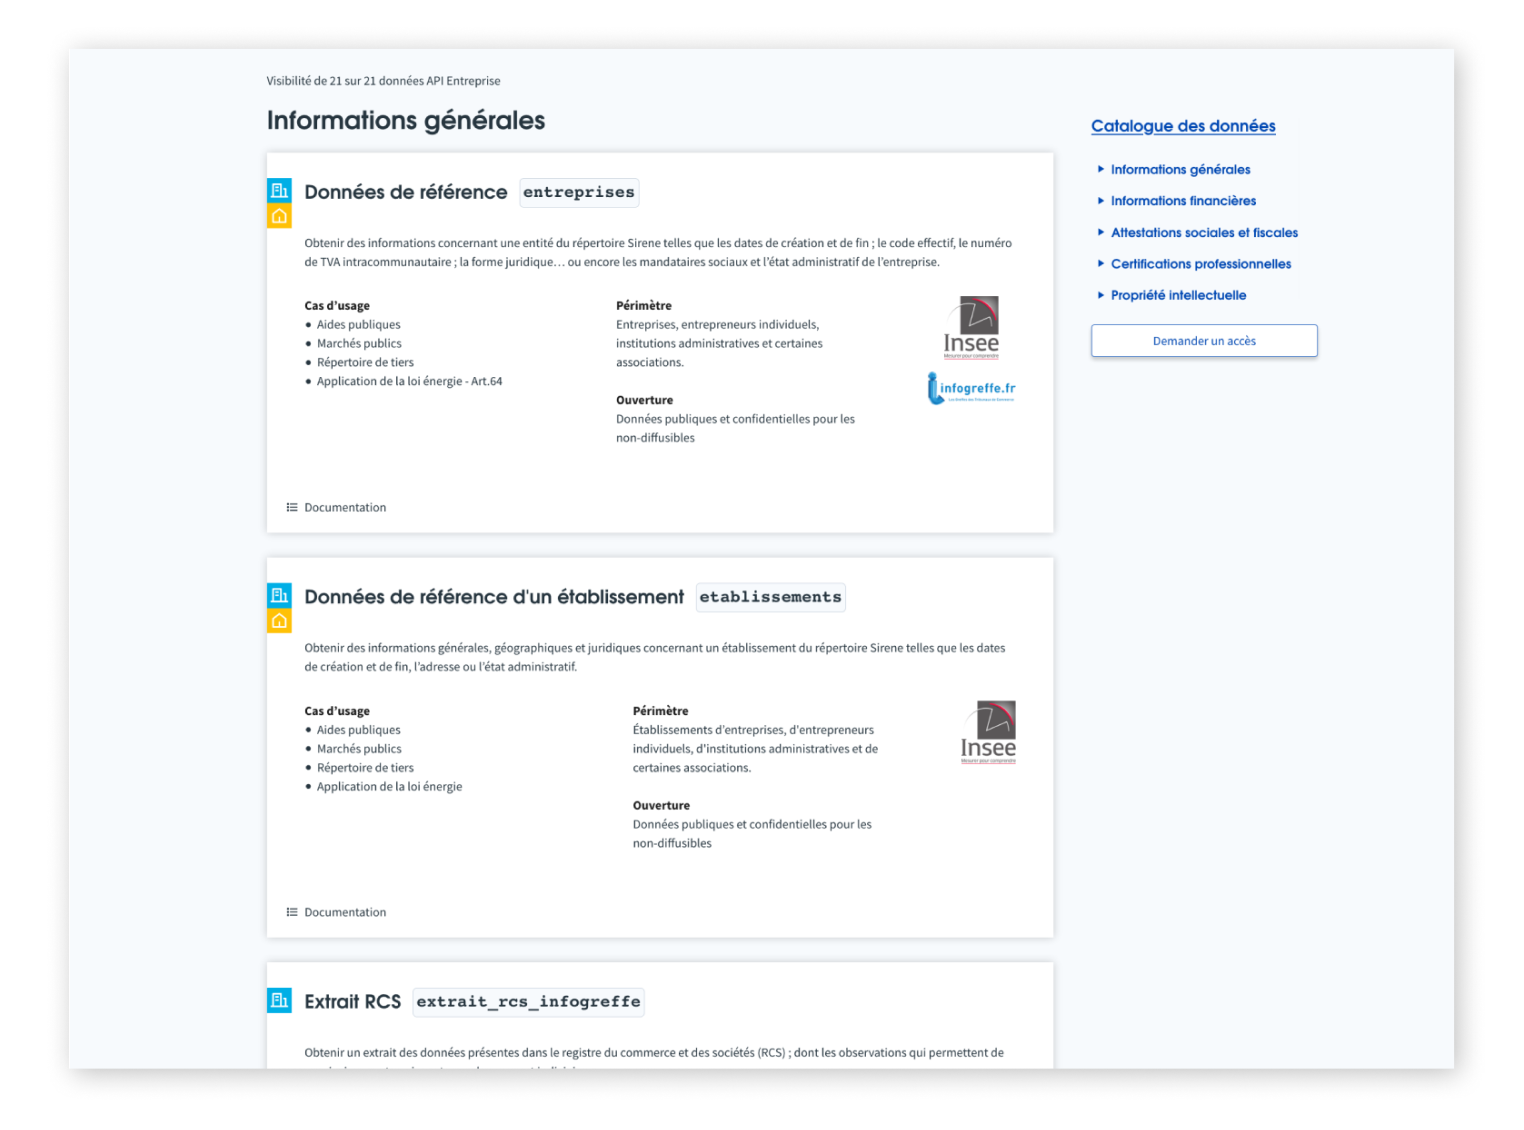 Visibilité de 21 sur 21 données API Entreprise
Informations générales
Données de référence entreprises
Obtenir des informations concernant une entité du répertoire Sirene telles que les dates de création et de fin ; le code effectif, le numéro
de TVA intracommunautaire ; la forme juridique… ou encore les mandataires sociaux et l'état administratif de l'entreprise.
Cas d'usage
● Aides publiques
● Marchés publics
● Répertoire de tiers
● Application de la loi énergie - Art.64
Périmètre
Entreprises, entrepreneurs individuels,
institutions administratives et certaines
associations.
Ouverture
Données publiques et confidentielles pour les
non-diffusibles
Insee
Mesurer pour comprendre
infogreffe.fr
Documentation
Données de référence d'un établissement etablissements
Obtenir des informations générales, géographiques et juridiques concernant un établissement du répertoire Sirene telles que les dates
de création et de fin, l'adresse ou l'état administratif.
Cas d'usage
● Aides publiques
● Marchés publics
● Répertoire de tiers
● Application de la loi énergie
Périmètre
Établissements d'entreprises, d'entrepreneurs
individuels, d'institutions administratives et de
certaines associations.
Ouverture
Données publiques et confidentielles pour les
non-diffusibles
Insee
Mesurer pour comprendre
Documentation
Extrait RCS extrait_rcs_infogreffe
Obtenir un extrait des données présentes dans le registre du commerce et des sociétés (RCS) ; dont les observations qui permettent de
Catalogue des données
Informations générales
Informations financières
Attestations sociales et fiscales
Certifications professionnelles
Propriété intellectuelle
Demander un accès